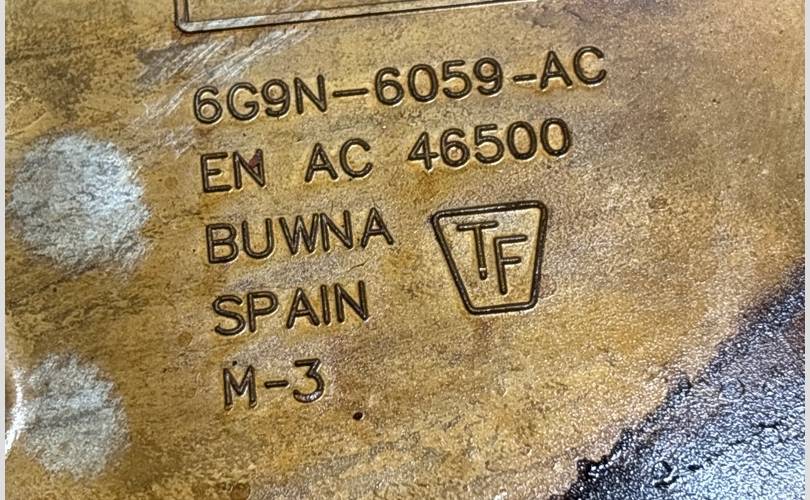 6G9N-6059-AC
EN AC 46500
BUWNA
TF
SPAIN
M-3